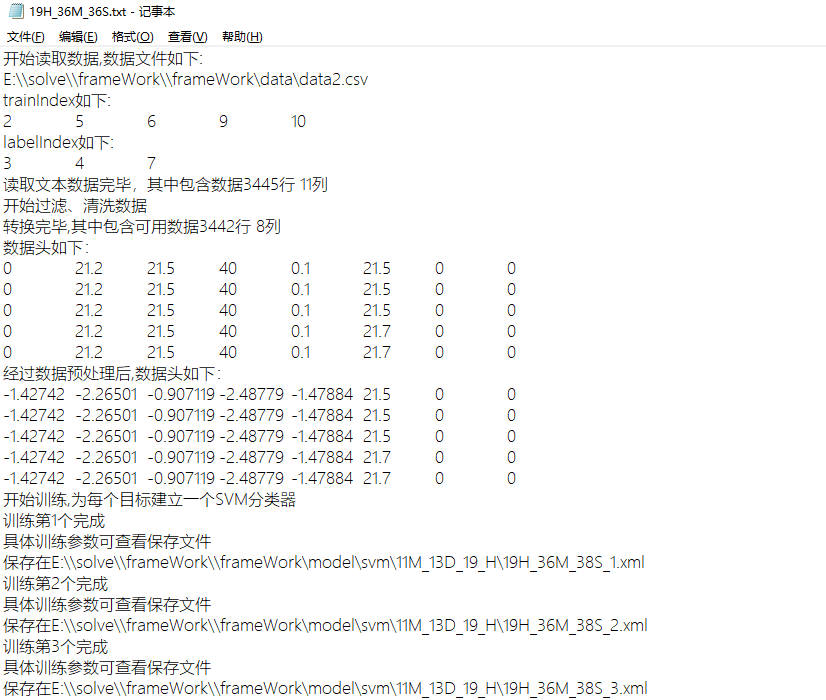 19H_36M_36S.txt - 记事本
文件(F) 编辑(E) 格式(O) 查看(V) 帮助(H)
开始读取数据,数据文件如下:
E:\\solve\\frameWork\\frameWork\data\data2.csv
trainIndex如下:
2 5 6 9 10
labelIndex如下:
3 4 7
读取文本数据完毕，其中包含数据3445行 11列
开始过滤、清洗数据
转换完毕,其中包含可用数据3442行 8列
数据头如下：
0 21.2 21.5 40 0.1 21.5 0 0
0 21.2 21.5 40 0.1 21.5 0 0
0 21.2 21.5 40 0.1 21.5 0 0
0 21.2 21.5 40 0.1 21.7 0 0
0 21.2 21.5 40 0.1 21.7 0 0
经过数据预处理后,数据头如下：
-1.42742 -2.26501 -0.907119 -2.48779 -1.47884 21.5 0 0
-1.42742 -2.26501 -0.907119 -2.48779 -1.47884 21.5 0 0
-1.42742 -2.26501 -0.907119 -2.48779 -1.47884 21.5 0 0
-1.42742 -2.26501 -0.907119 -2.48779 -1.47884 21.7 0 0
-1.42742 -2.26501 -0.907119 -2.48779 -1.47884 21.7 0 0
开始训练,为每个目标建立一个SVM分类器
训练第1个完成
具体训练参数可查看保存文件
保存在E:\\solve\\frameWork\\frameWork\model\svm\11M_13D_19_H\19H_36M_38S_1.xml
训练第2个完成
具体训练参数可查看保存文件
保存在E:\\solve\\frameWork\\frameWork\model\svm\11M_13D_19_H\19H_36M_38S_2.xml
训练第3个完成
具体训练参数可查看保存文件
保存在E:\\solve\\frameWork\\frameWork\model\svm\11M_13D_19_H\19H_36M_38S_3.xml